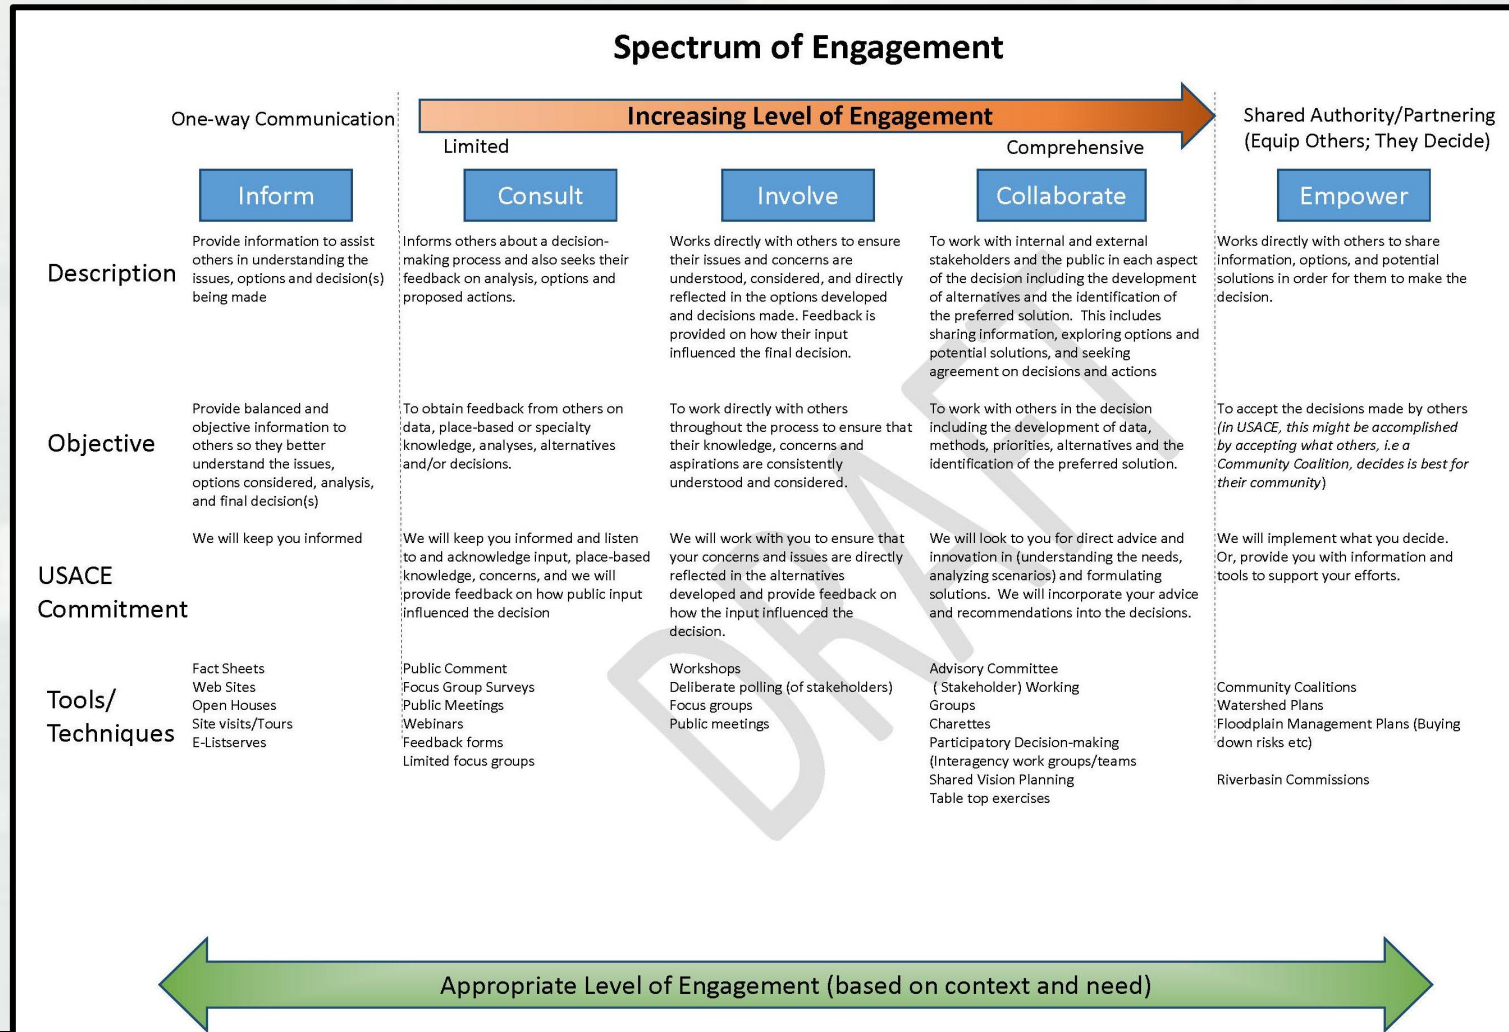 Spectrum of Engagement
One-way Communication
Increasing Level of Engagement
Limited
Comprehensive
Shared Authority/Partnering
(Equip Others; They Decide)
Inform
Consult
Involve
Collaborate
Empower
Description
Provide information to assist
others in understanding the
issues, options and decision(s)
being made
Informs others about a decision-
making process and also seeks their
feedback on analysis, options and
proposed actions.
Works directly with others to ensure
their issues and concerns are
understood, considered, and directly
reflected in the options developed
and decisions made. Feedback is
provided on how their input
influenced the final decision.
To work with internal and external
stakeholders and the public in each aspect
of the decision including the development
of alternatives and the identification of
the preferred solution.  This includes
sharing information, exploring options and
potential solutions, and seeking
agreement on decisions and actions
Works directly with others to share
information, options, and potential
solutions in order for them to make the
decision.
Objective
Provide balanced and
objective information to
others so they better
understand the issues,
options considered, analysis,
and final decision(s)
To obtain feedback from others on
data, place-based or specialty
knowledge, analyses, alternatives
and/or decisions.
To work directly with others
throughout the process to ensure that
their knowledge, concerns and
aspirations are consistently
understood and considered.
To work with others in the decision
including the development of data,
methods, priorities, alternatives and the
identification of the preferred solution.
To accept the decisions made by others
(in USACE, this might be accomplished
by accepting what others, i.e a
Community Coalition, decides is best for
their community)
USACE
Commitment
We will keep you informed
We will keep you informed and listen
to and acknowledge input, place-based
knowledge, concerns, and we will
provide feedback on how public input
influenced the decision
We will work with you to ensure that
your concerns and issues are directly
reflected in the alternatives
developed and provide feedback on
how the input influenced the
decision.
We will look to you for direct advice and
innovation in (understanding the needs,
analyzing scenarios) and formulating
solutions.  We will incorporate your advice
and recommendations into the decisions.
We will implement what you decide.
Or, provide you with information and
tools to support your efforts.
Tools/
Techniques
Fact Sheets
Web Sites
Open Houses
Site visits/Tours
E-Listserves
Public Comment
Focus Group Surveys
Public Meetings
Webinars
Feedback forms
Limited focus groups
Workshops
Deliberate polling (of stakeholders)
Focus groups
Public meetings
Advisory Committee
( Stakeholder) Working
Groups
Charettes
Participatory Decision-making
(Interagency work groups/teams
Shared Vision Planning
Table top exercises
Community Coalitions
Watershed Plans
Floodplain Management Plans (Buying
down risks etc)
Riverbasin Commissions
DRAFT
Appropriate Level of Engagement (based on context and need)